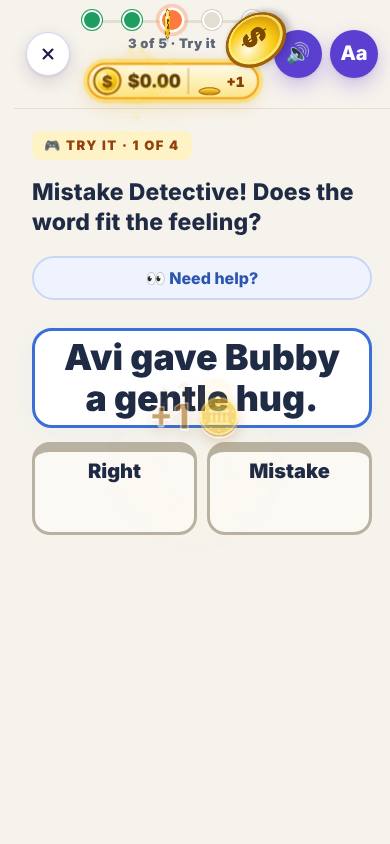 3 of 5 · Try it
Aa
$ $0.00 +1
$
TRY IT · 1 OF 4
Mistake Detective! Does the
word fit the feeling?
Need help?
Avi gave Bubby
a gentle hug.
+1
Right
Mistake